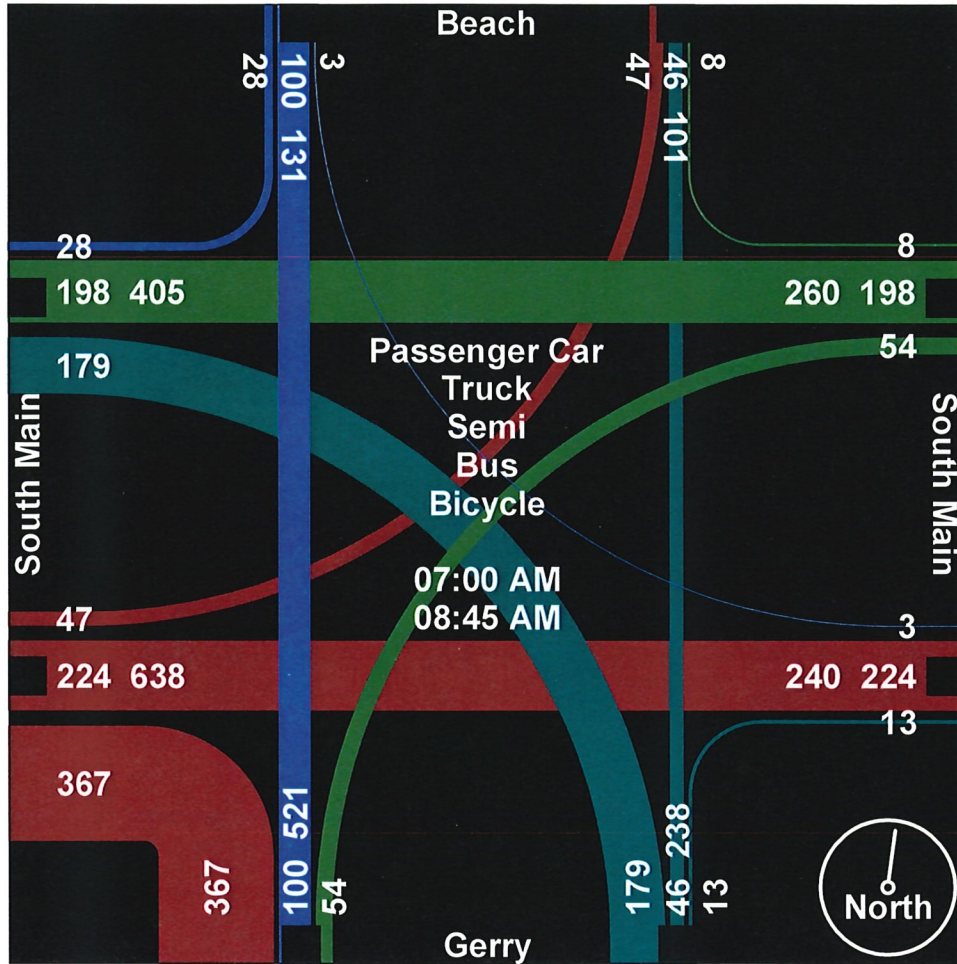 Beach
28
100 131
3
47
46 101
8
28
8
198 405
260 198
179
54
Passenger Car
Truck
Semi
Bus
Bicycle
South Main
South Main
07:00 AM
08:45 AM
47
3
224 638
240 224
13
367
367
100 521
54
179
46 238
13
North
Gerry